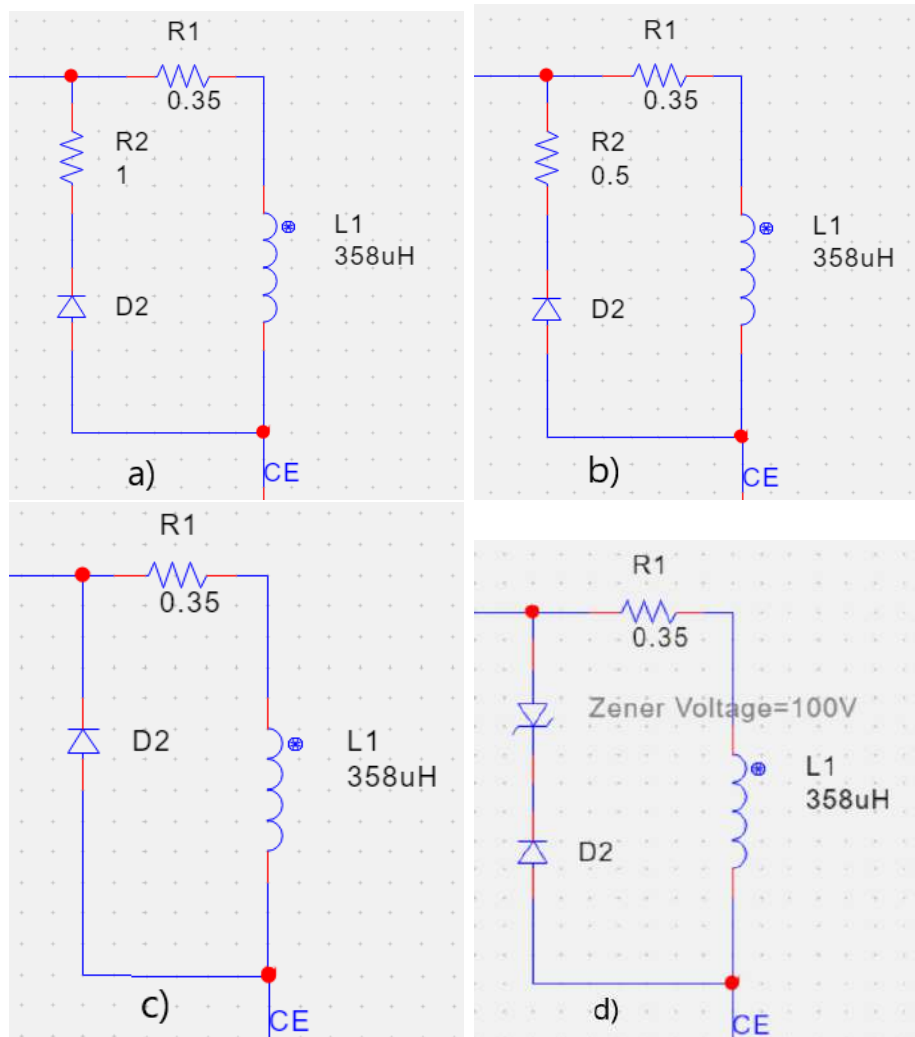 R1
0.35
R2
1
L1
358uH
D2
CE
a)
R1
0.35
R2
0.5
L1
358uH
D2
CE
b)
R1
0.35
D2
L1
358uH
CE
c)
R1
0.35
Zener Voltage=100V
L1
358uH
D2
CE
d)